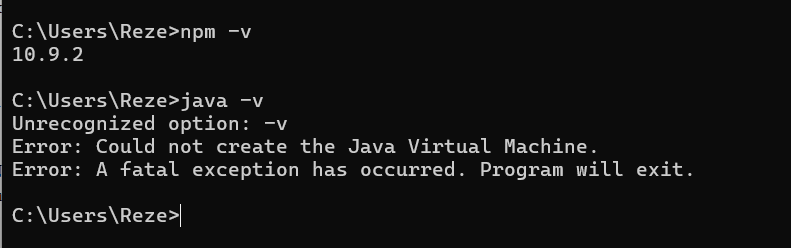 C:\Users\Reze>npm -v
10.9.2
C:\Users\Reze>java -v
Unrecognized option: -v
Error: Could not create the Java Virtual Machine.
Error: A fatal exception has occurred. Program will exit.
C:\Users\Reze>